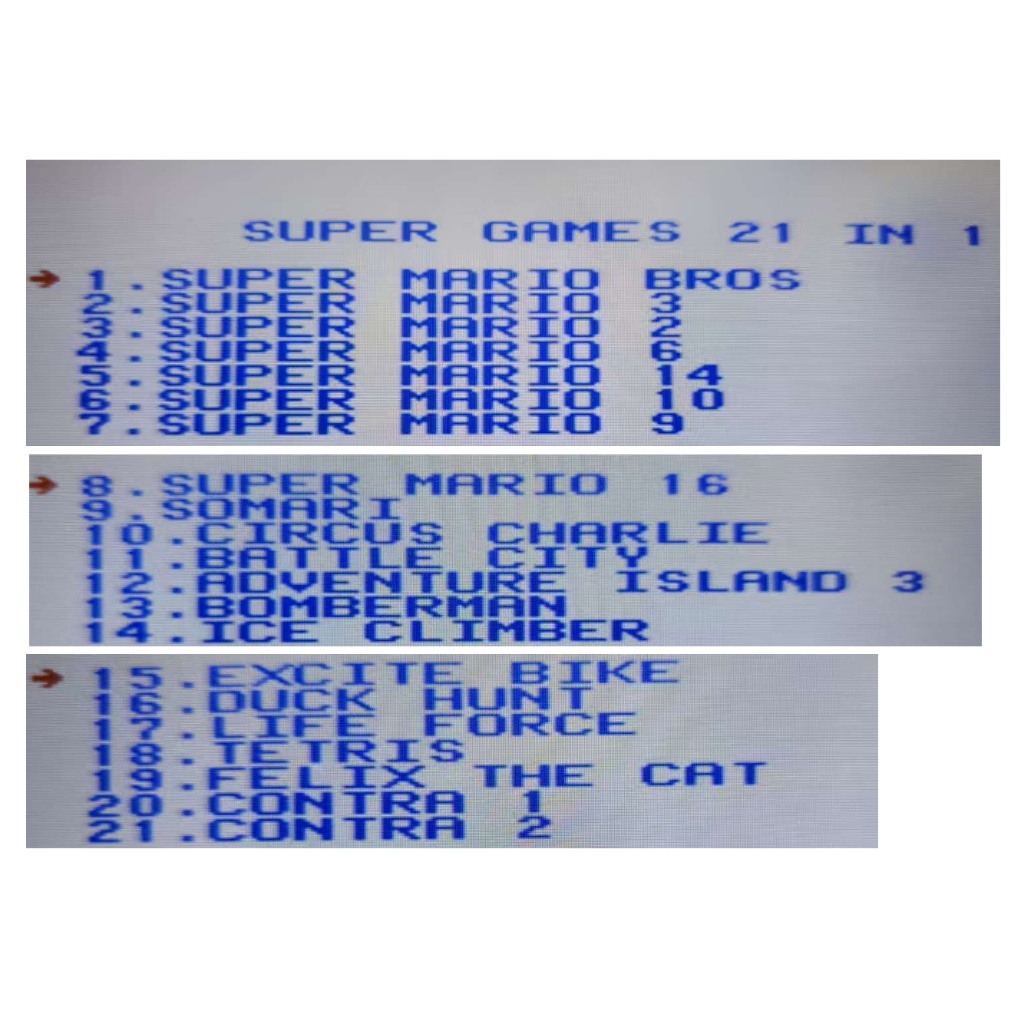 SUPER GAMES 21 IN 1
1.SUPER MARIO BROS
2.SUPER MARIO 3
3.SUPER MARIO 2
4.SUPER MARIO 6
5.SUPER MARIO 14
6.SUPER MARIO 10
7.SUPER MARIO 9
8.SUPER MARIO 16
9.SOMARI
10.CIRCUS CHARLIE
11.BATTLE CITY
12.ADVENTURE ISLAND 3
13.BOMBERMAN
14.ICE CLIMBER
15.EXCITE BIKE
16.DUCK HUNT
17.LIFE FORCE
18.TETRIS
19.FELIX THE CAT
20.CONTRA 1
21.CONTRA 2